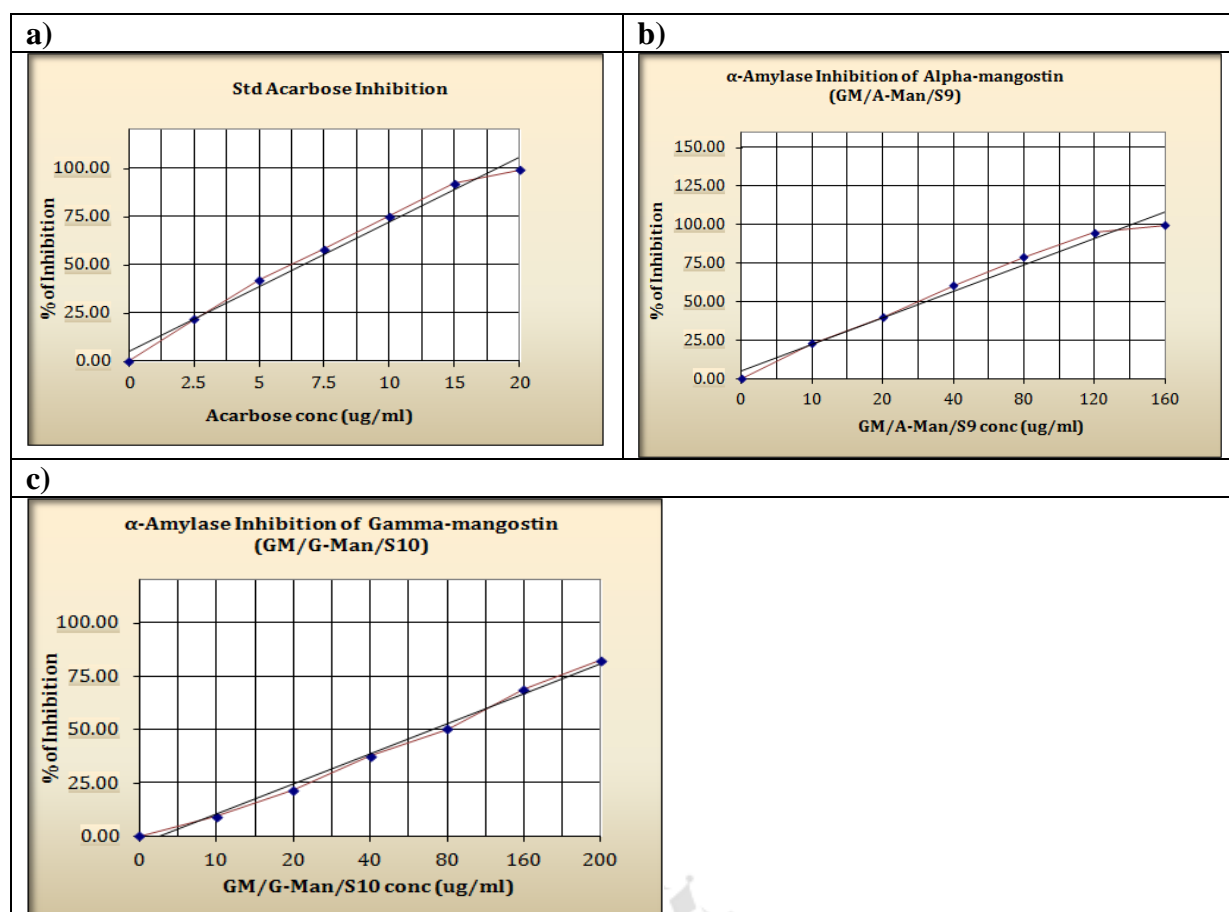 a)
b)
Std Acarbose Inhibition
% of Inhibition
100.00
75.00
50.00
25.00
0.00
0 2.5 5 7.5 10 15 20
Acarbose conc (ug/ml)
α-Amylase Inhibition of Alpha-mangostin
(GM/A-Man/S9)
% of Inhibition
150.00
125.00
100.00
75.00
50.00
25.00
0.00
0 10 20 40 80 120 160
GM/A-Man/S9 conc (ug/ml)
c)
α-Amylase Inhibition of Gamma-mangostin
(GM/G-Man/S10)
% of Inhibition
100.00
75.00
50.00
25.00
0.00
0 10 20 40 80 160 200
GM/G-Man/S10 conc (ug/ml)